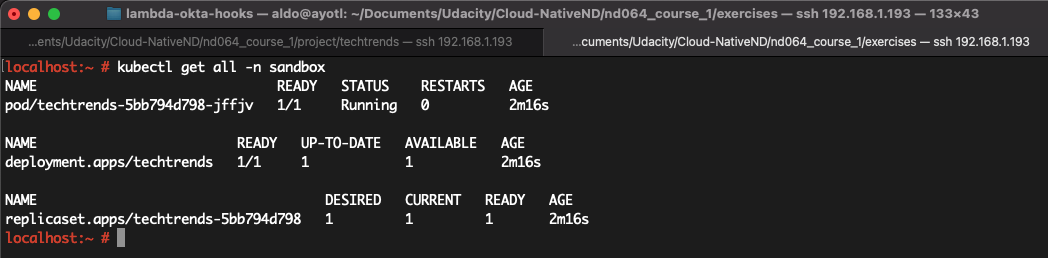 lambda-okta-hooks — aldo@ayotl: ~/Documents/Udacity/Cloud-NativeND/nd064_course_1/exercises — ssh 192.168.1.193 — 133×43
...ents/Udacity/Cloud-NativeND/nd064_course_1/project/techtrends — ssh 192.168.1.193
...cuments/Udacity/Cloud-NativeND/nd064_course_1/exercises — ssh 192.168.1.193
[localhost:~ # kubectl get all -n sandbox
NAME READY STATUS RESTARTS AGE
pod/techtrends-5bb794d798-jffjv 1/1 Running 0 2m16s
NAME READY UP-TO-DATE AVAILABLE AGE
deployment.apps/techtrends 1/1 1 1 2m16s
NAME DESIRED CURRENT READY AGE
replicaset.apps/techtrends-5bb794d798 1 1 1 2m16s
localhost:~ #